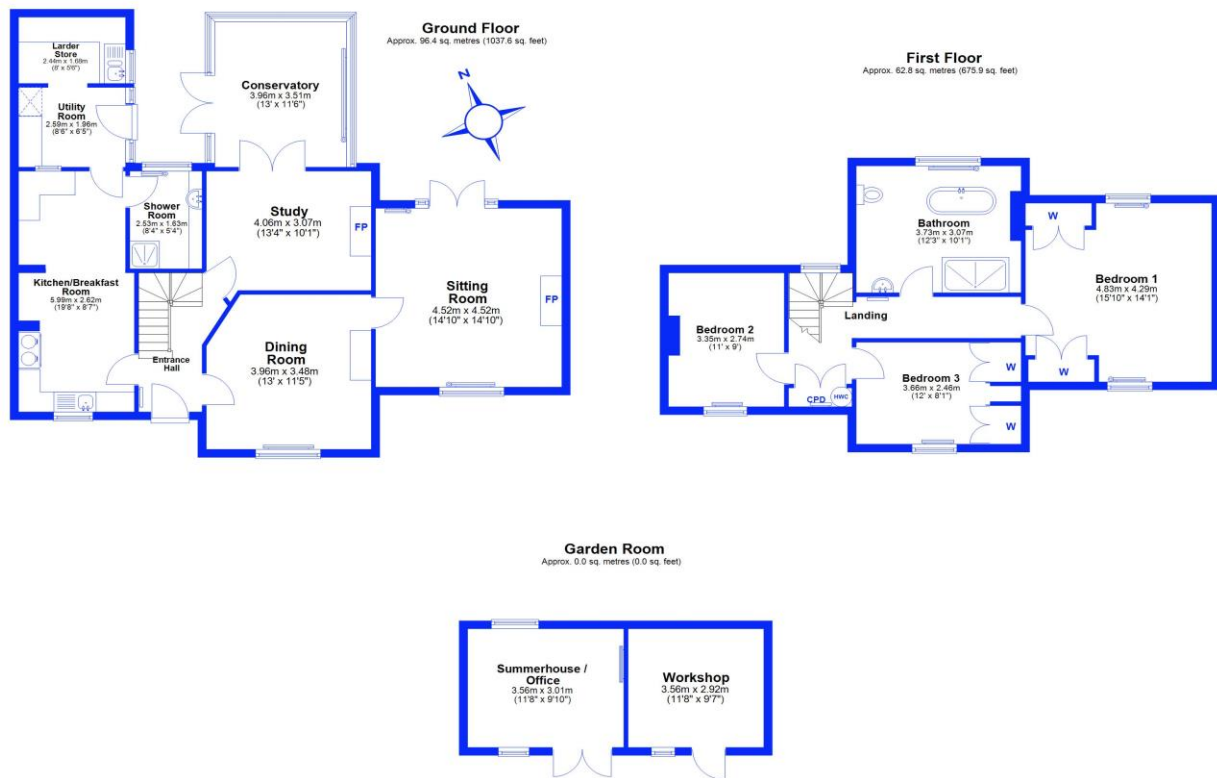 Ground Floor
Approx. 96.4 sq. metres (1037.6 sq. feet)
Larder
Store
2.44m x 1.68m
(8' x 5'6")
Utility
Room
2.59m x 1.96m
(8'6" x 6'5")
Conservatory
3.96m x 3.51m
(13' x 11'6")
N
Shower
Room
2.53m x 1.63m
(8'4" x 5'4")
Study
4.06m x 3.07m
(13'4" x 10'1")
FP
Kitchen/Breakfast
Room
5.99m x 2.62m
(19'8" x 8'7")
Sitting
Room
4.52m x 4.52m
(14'10" x 14'10")
FP
Dining
Room
3.96m x 3.48m
(13' x 11'5")
Entrance
Hall
First Floor
Approx. 62.8 sq. metres (675.9 sq. feet)
Bathroom
3.73m x 3.07m
(12'3" x 10'1")
W
Bedroom 1
4.83m x 4.29m
(15'10" x 14'1")
W
Landing
Bedroom 2
3.35m x 2.74m
(11' x 9')
Bedroom 3
3.66m x 2.46m
(12' x 8'1")
W
W
CPD
HWC
Garden Room
Approx. 0.0 sq. metres (0.0 sq. feet)
Summerhouse /
Office
3.56m x 3.01m
(11'8" x 9'10")
Workshop
3.56m x 2.92m
(11'8" x 9'7")